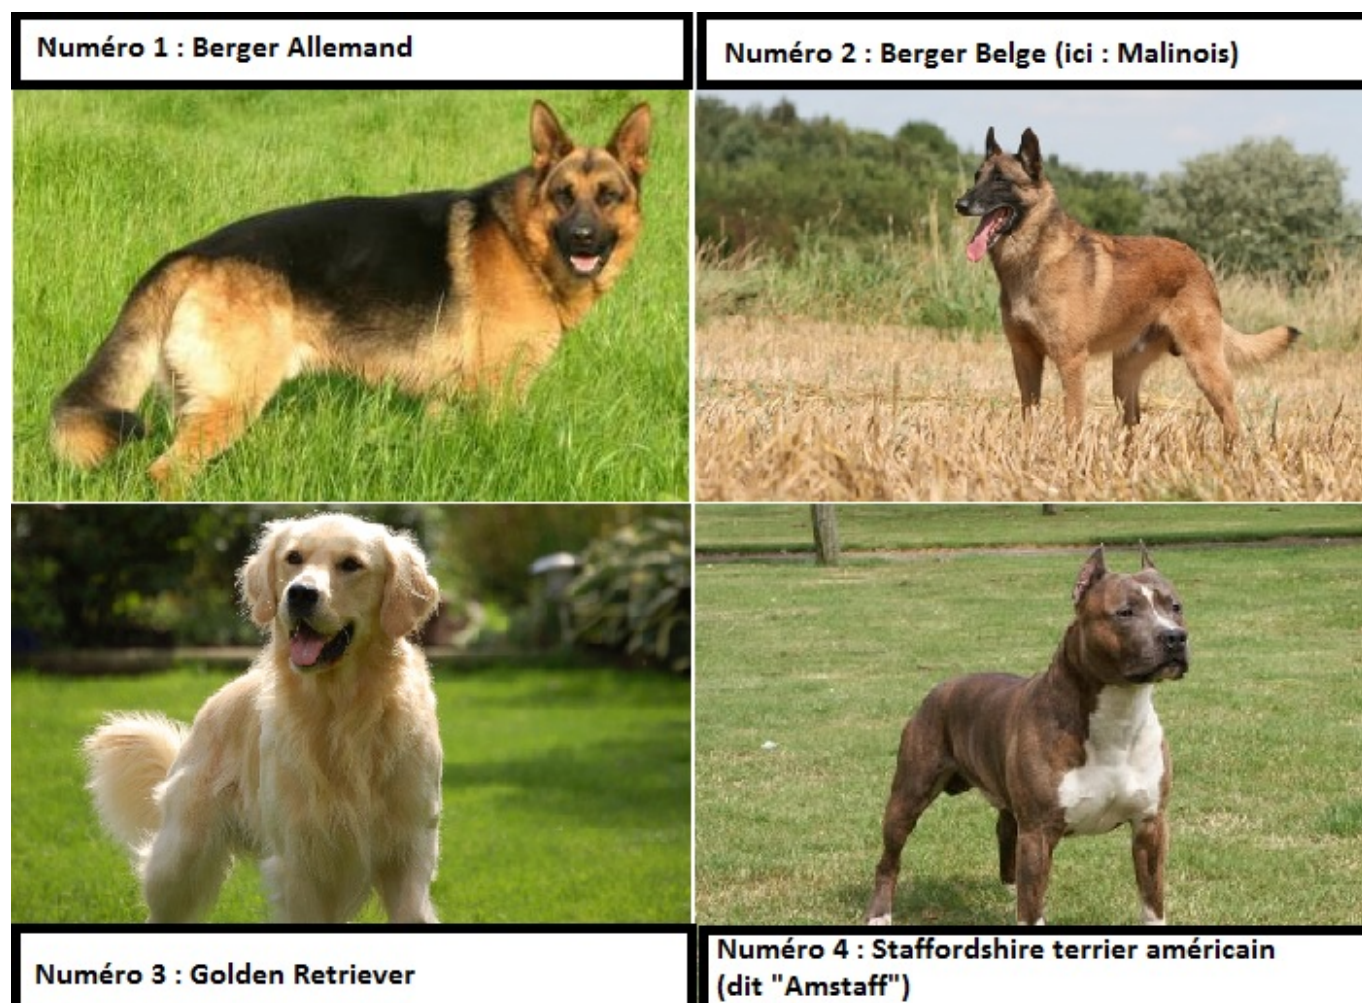 Numéro 1 : Berger Allemand
Numéro 2 : Berger Belge (ici : Malinois)
Numéro 3 : Golden Retriever
Numéro 4 : Staffordshire terrier américain
(dit "Amstaff")